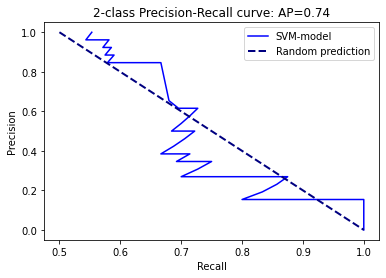 2-class Precision-Recall curve: AP=0.74
SVM-model
Random prediction
Precision
1.0
0.8
0.6
0.4
0.2
0.0
0.5 0.6 0.7 0.8 0.9 1.0
Recall